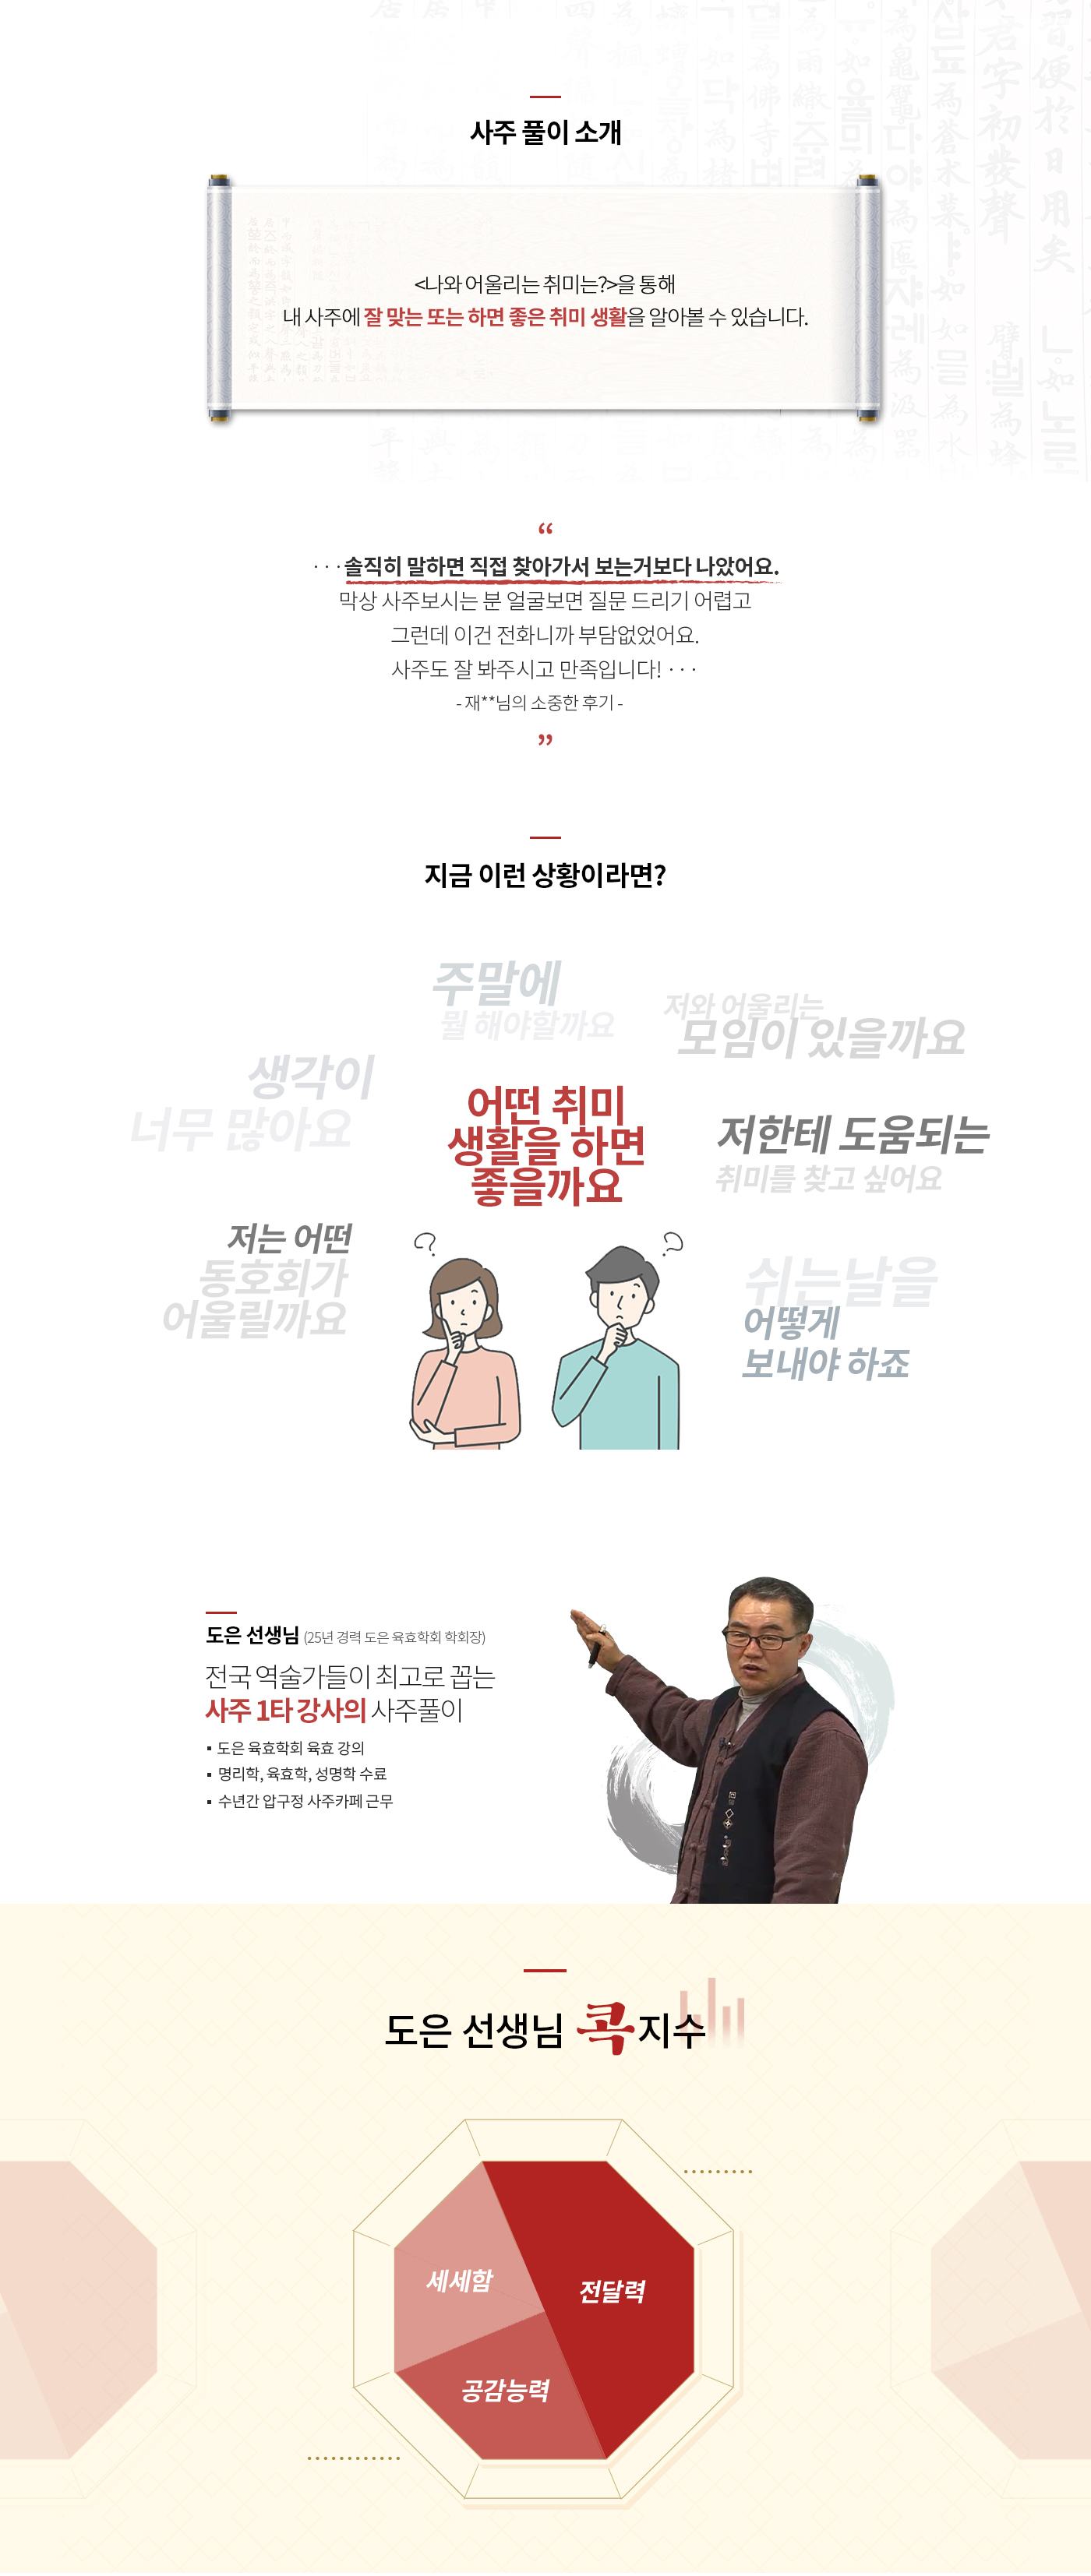 사주 풀이 소개
<나와 어울리는 취미는?>을 통해
내 사주에 잘 맞는 또는 하면 좋은 취미 생활을 알아볼 수 있습니다.
“
· · · 솔직히 말하면 직접 찾아가서 보는거보다 나았어요.
막상 사주보시는 분 얼굴보면 질문 드리기 어렵고
그런데 이건 전화니까 부담없었어요.
사주도 잘 봐주시고 만족입니다! · · ·
- 재**님의 소중한 후기 -
”
지금 이런 상황이라면?
주말에
뭘 해야할까요
저와 어울리는
모임이 있을까요
생각이
너무 많아요
어떤 취미
생활을 하면
좋을까요
저한테 도움되는
취미를 찾고 싶어요
저는 어떤
동호회가
어울릴까요
쉬는날을
어떻게
보내야 하죠
도은 선생님 (25년 경력 도은 육효학회 학회장)
전국 역술가들이 최고로 꼽는
사주 1타 강사의 사주풀이
▪ 도은 육효학회 육효 강의
▪ 명리학, 육효학, 성명학 수료
▪ 수년간 압구정 사주카페 근무
도은 선생님 콕지수
세세함
전달력
공감능력